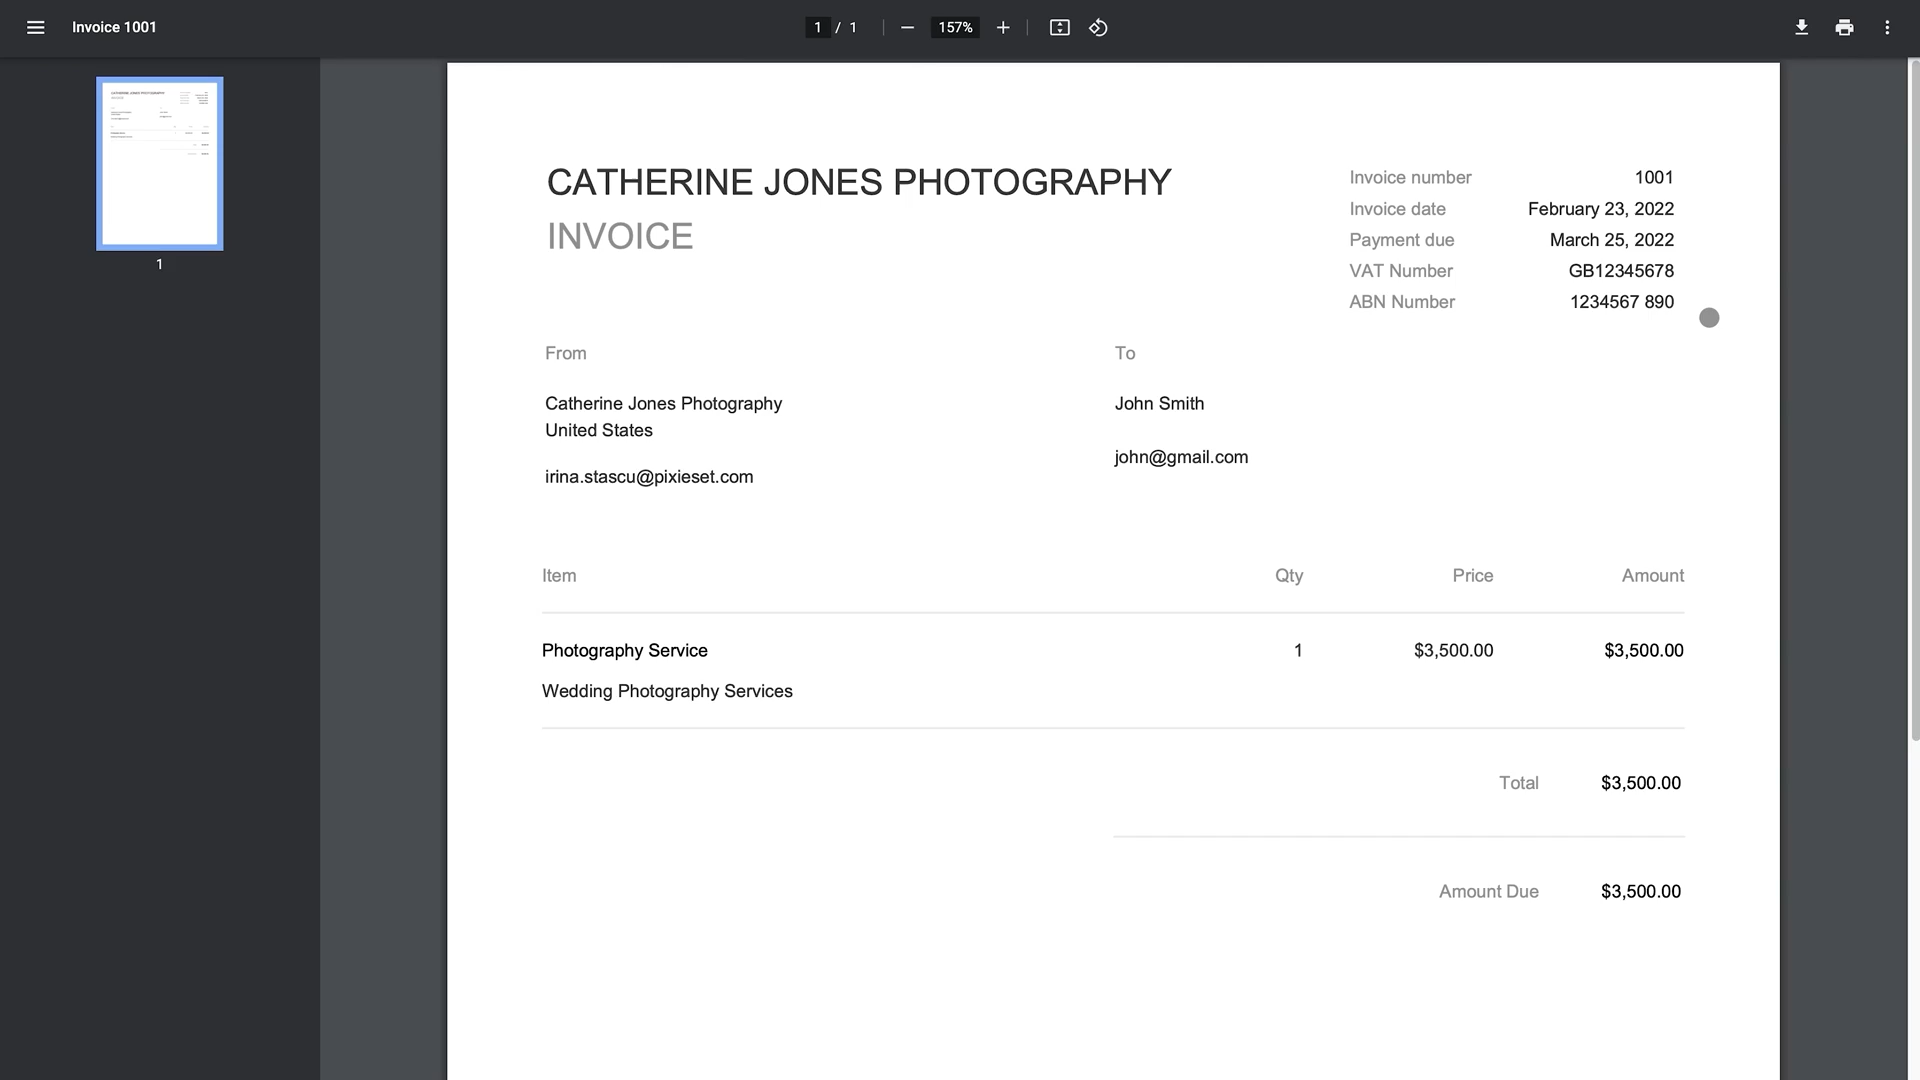 Invoice 1001
1 / 1
157%
1
CATHERINE JONES PHOTOGRAPHY
INVOICE
Invoice number 1001
Invoice date February 23, 2022
Payment due March 25, 2022
VAT Number GB12345678
ABN Number 1234567 890
From
Catherine Jones Photography
United States
irina.stascu@pixieset.com
To
John Smith
john@gmail.com
Item Qty Price Amount
Photography Service 1 $3,500.00 $3,500.00
Wedding Photography Services
Total $3,500.00
Amount Due $3,500.00